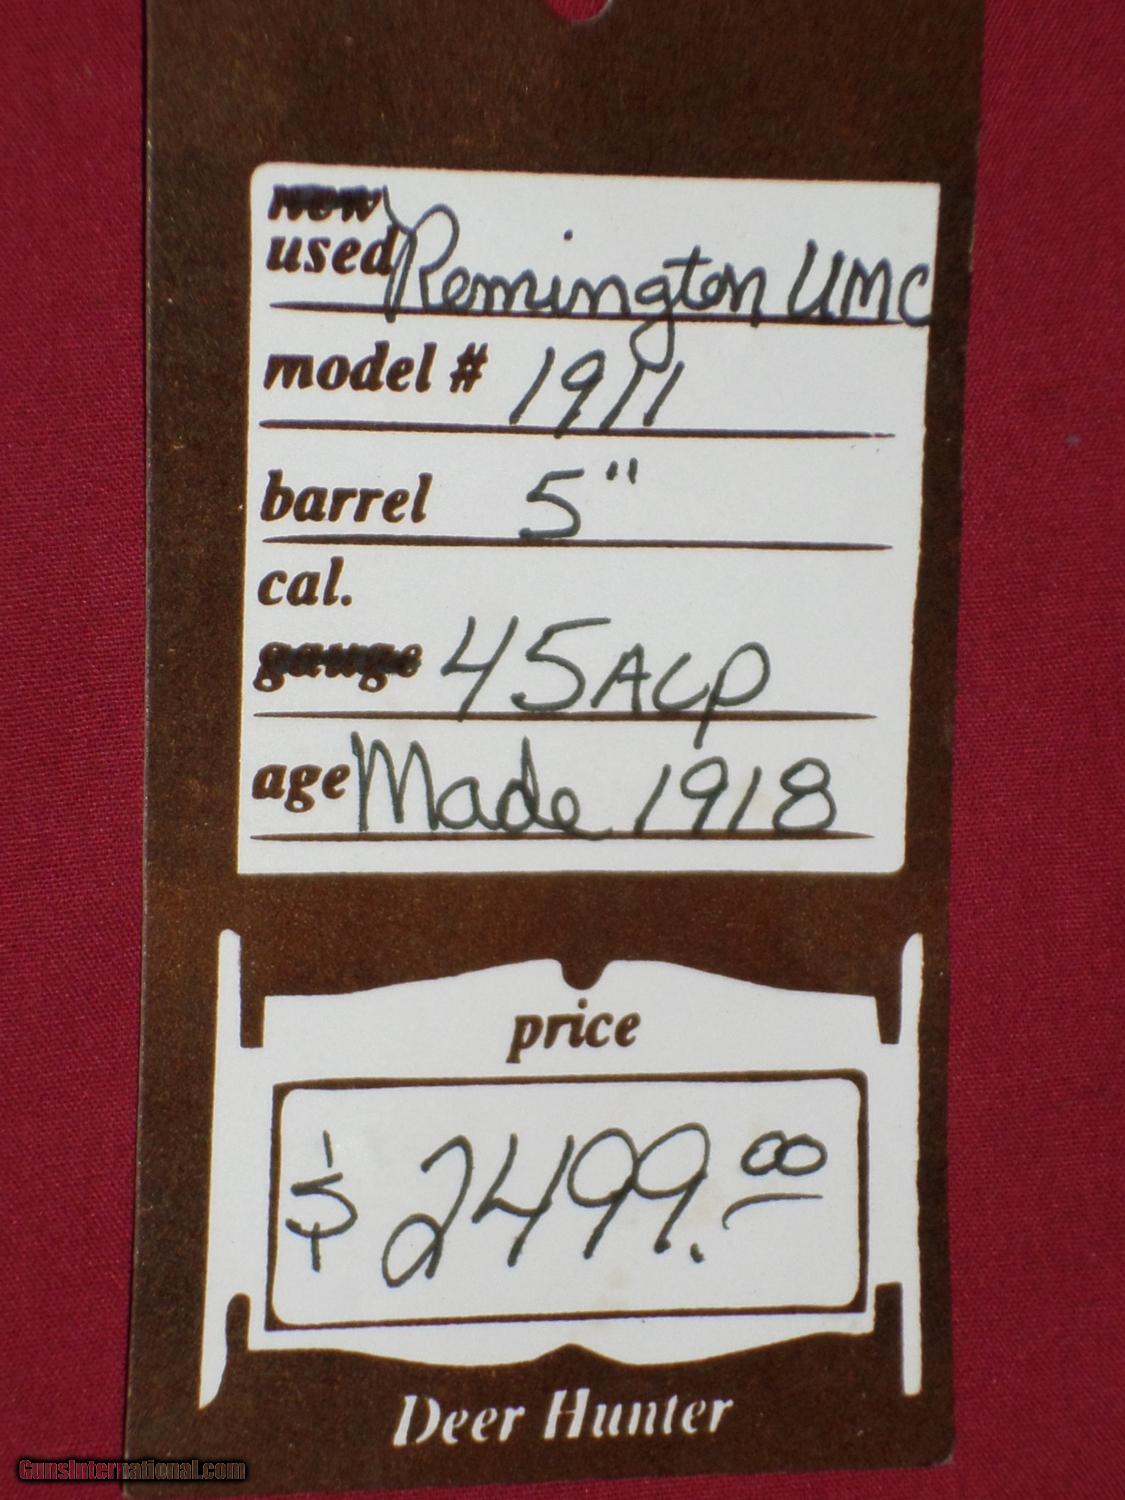 new
used Remington UMC
model # 1911
barrel 5"
cal.
gauge 45ACP
age Made 1918
price
$ 2499.00
Deer Hunter
GunsInternational.com